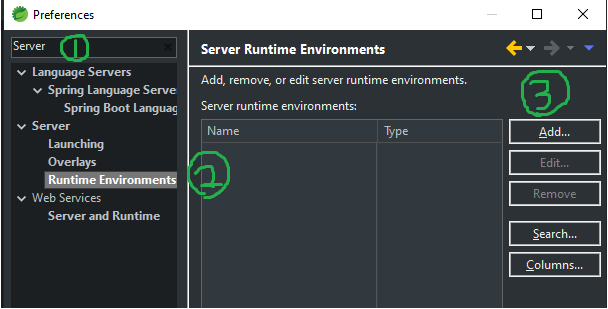 Preferences
Server
1
Language Servers
Spring Language Serve
Spring Boot Languag
Server
Launching
Overlays
Runtime Environments
Web Services
Server and Runtime
2
Server Runtime Environments
Add, remove, or edit server runtime environments.
Server runtime environments:
Name Type
3
Add...
Edit...
Remove
Search...
Columns...